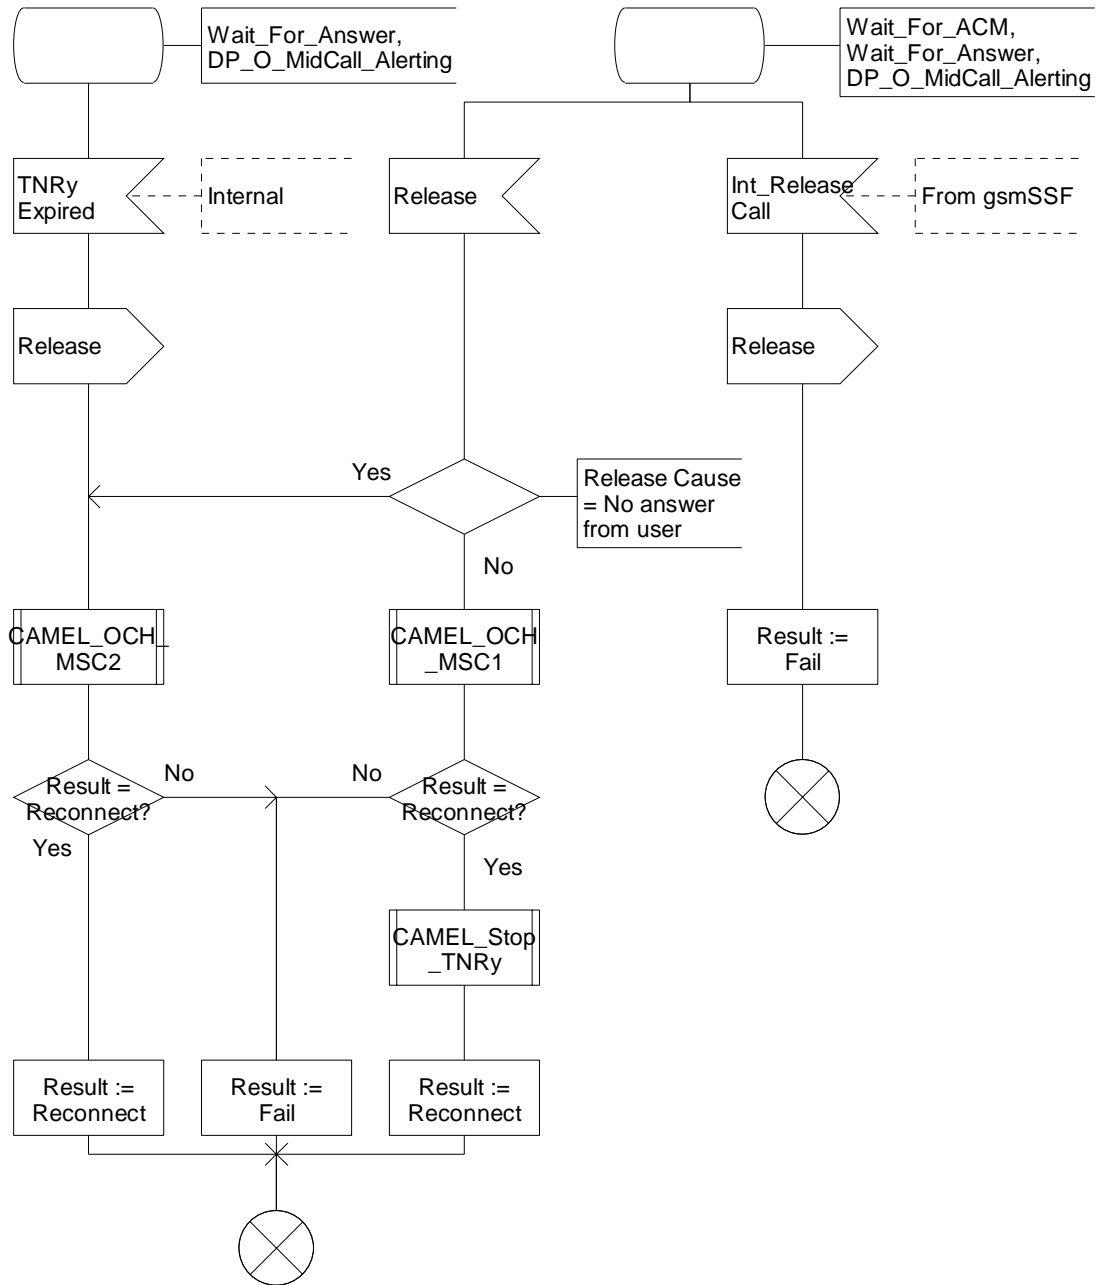 Wait_For_Answer,
DP_O_MidCall_Alerting
Wait_For_ACM,
Wait_For_Answer,
DP_O_MidCall_Alerting
TNRy
Expired
Internal
Release
Int_Release
Call
From gsmSSF
Release
Release
Yes
Release Cause
= No answer
from user
No
CAMEL_OCH_
MSC2
CAMEL_OCH
_MSC1
Result :=
Fail
Result =
Reconnect?
No
No
Result =
Reconnect?
Yes
Yes
CAMEL_Stop
_TNRy
Result :=
Reconnect
Result :=
Fail
Result :=
Reconnect